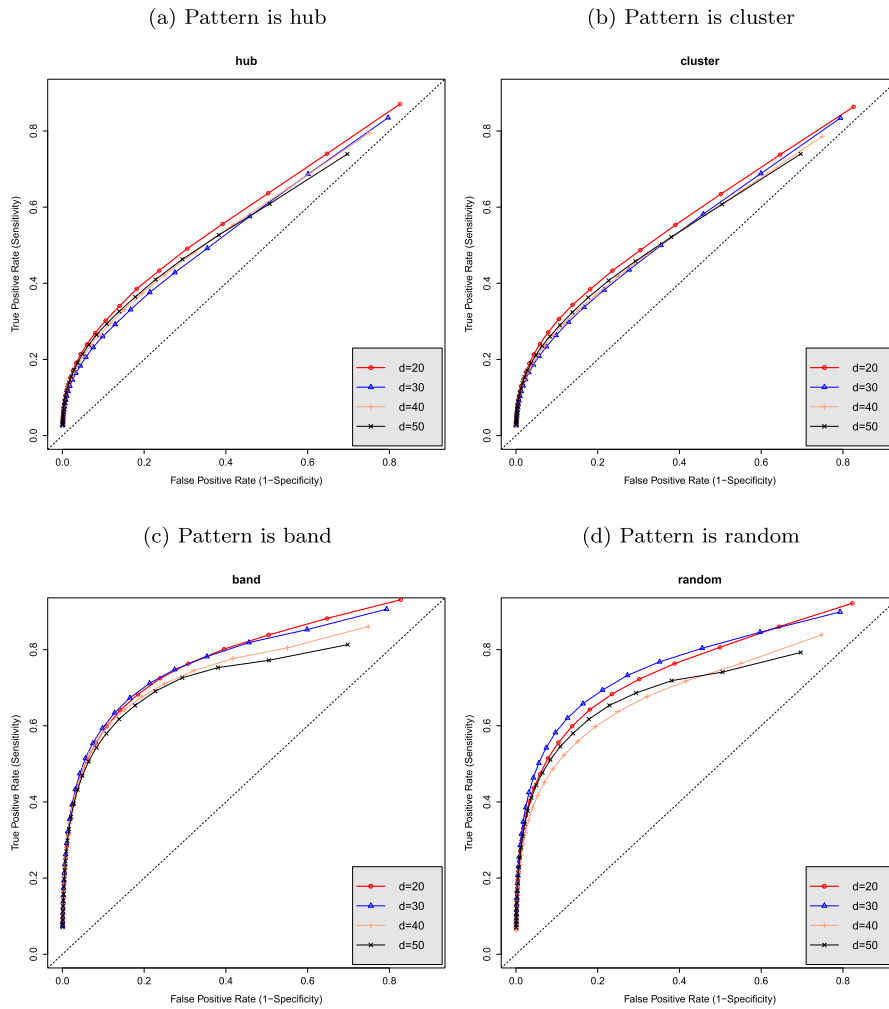 (a) Pattern is hub
hub
True Positive Rate (Sensitivity)
0.0 0.2 0.4 0.6 0.8
d=20
d=30
d=40
d=50
0.0 0.2 0.4 0.6 0.8
False Positive Rate (1−Specificity)
(b) Pattern is cluster
cluster
True Positive Rate (Sensitivity)
0.0 0.2 0.4 0.6 0.8
d=20
d=30
d=40
d=50
0.0 0.2 0.4 0.6 0.8
False Positive Rate (1−Specificity)
(c) Pattern is band
band
True Positive Rate (Sensitivity)
0.0 0.2 0.4 0.6 0.8
d=20
d=30
d=40
d=50
0.0 0.2 0.4 0.6 0.8
False Positive Rate (1−Specificity)
(d) Pattern is random
random
True Positive Rate (Sensitivity)
0.0 0.2 0.4 0.6 0.8
d=20
d=30
d=40
d=50
0.0 0.2 0.4 0.6 0.8
False Positive Rate (1−Specificity)